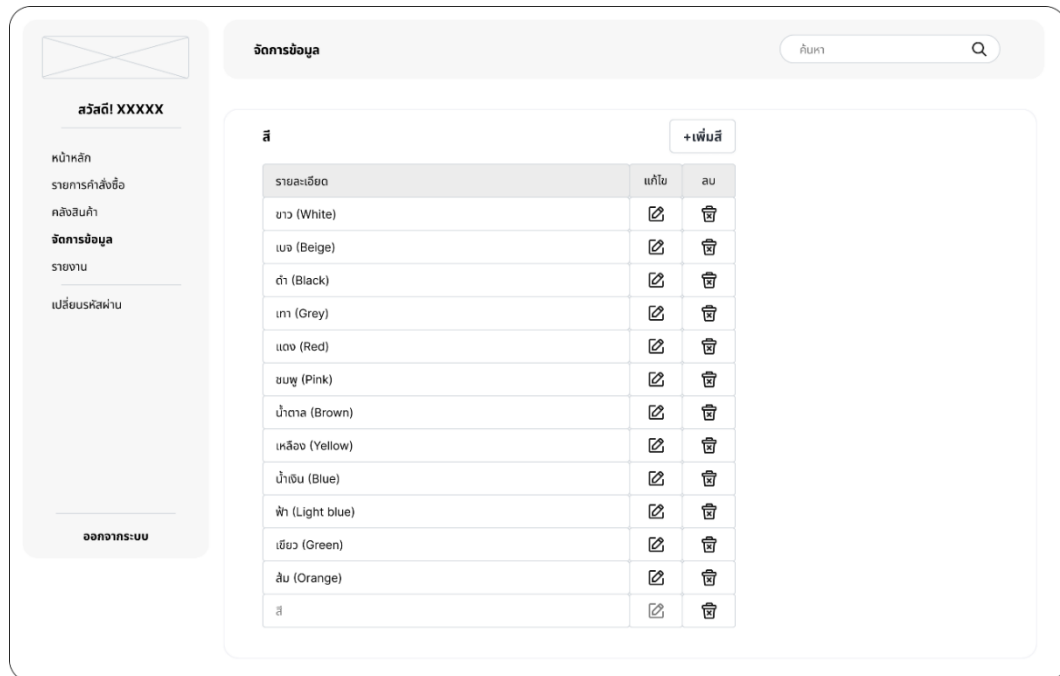 จัดการข้อมูล
ค้นหา
สวัสดี! XXXXX
หน้าหลัก
รายการคำสั่งซื้อ
คลังสินค้า
จัดการข้อมูล
รายงาน
เปลี่ยนรหัสผ่าน
ออกจากระบบ
สี
+เพิ่มสี
รายละเอียด แก้ไข ลบ
ขาว (White)
เบจ (Beige)
ดำ (Black)
เทา (Grey)
แดง (Red)
ชมพู (Pink)
น้ำตาล (Brown)
เหลือง (Yellow)
น้ำเงิน (Blue)
ฟ้า (Light blue)
เขียว (Green)
ส้ม (Orange)
สี